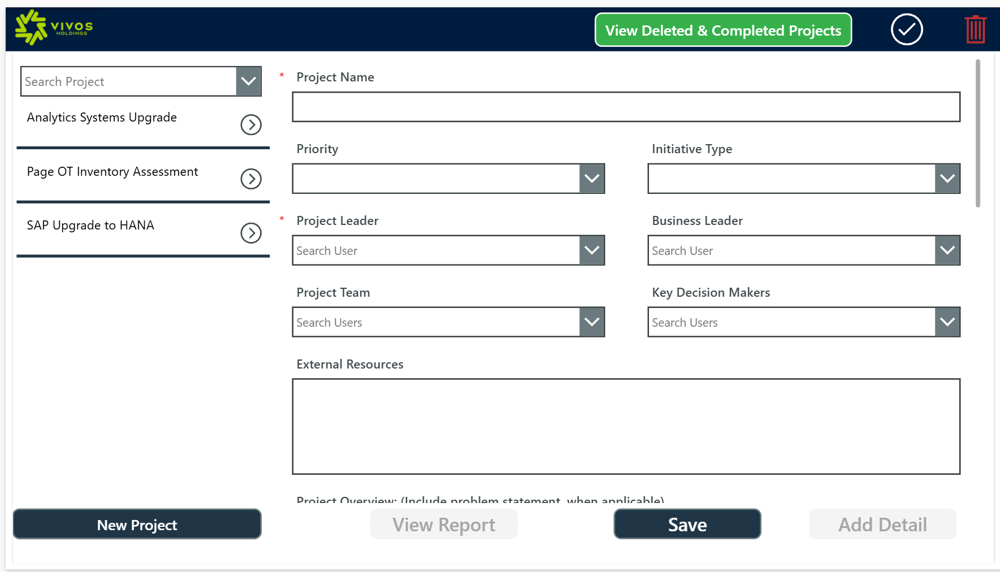 VIVOS
HOLDINGS
View Deleted & Completed Projects
Search Project
Analytics Systems Upgrade
Page OT Inventory Assessment
SAP Upgrade to HANA
* Project Name
Priority
Initiative Type
* Project Leader
Business Leader
Search User
Search User
Project Team
Key Decision Makers
Search Users
Search Users
External Resources
Project Overview: (Include problem statement, when applicable)
New Project
View Report
Save
Add Detail